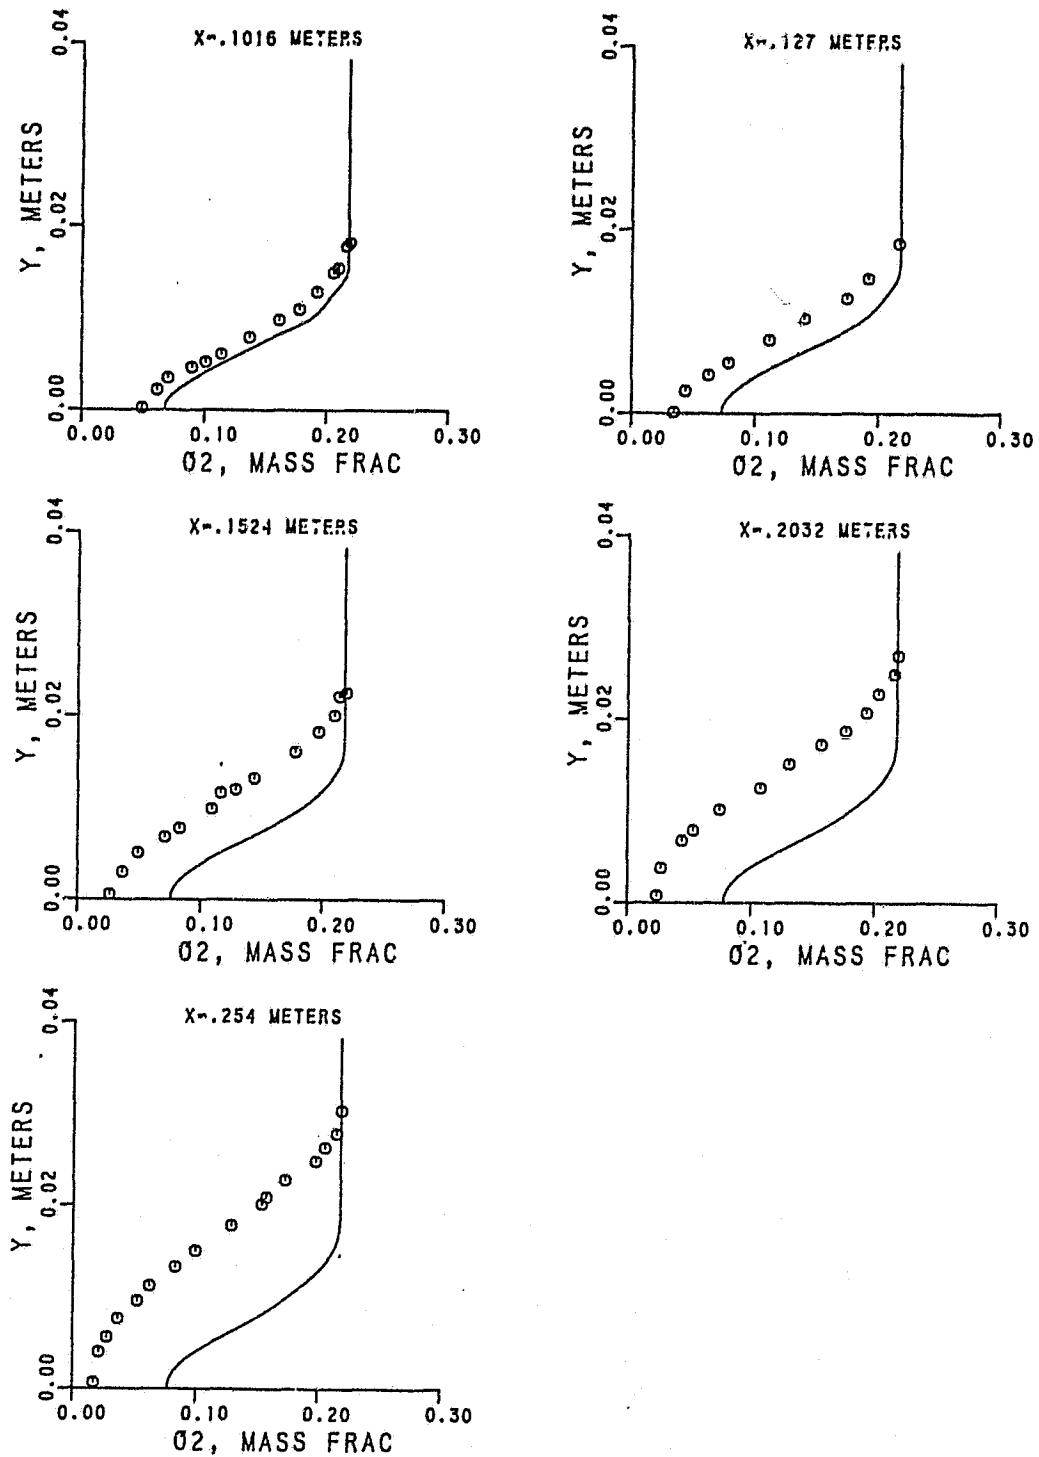 X=.1016 METERS
0.04
0.02
0.00
Y, METERS
0.00 0.10 0.20 0.30
O2, MASS FRAC
X=.127 METERS
0.04
0.02
0.00
Y, METERS
0.00 0.10 0.20 0.30
O2, MASS FRAC
X=.1524 METERS
0.04
0.02
0.00
Y, METERS
0.00 0.10 0.20 0.30
O2, MASS FRAC
X=.2032 METERS
0.04
0.02
0.00
Y, METERS
0.00 0.10 0.20 0.30
O2, MASS FRAC
X=.254 METERS
0.04
0.02
0.00
Y, METERS
0.00 0.10 0.20 0.30
O2, MASS FRAC